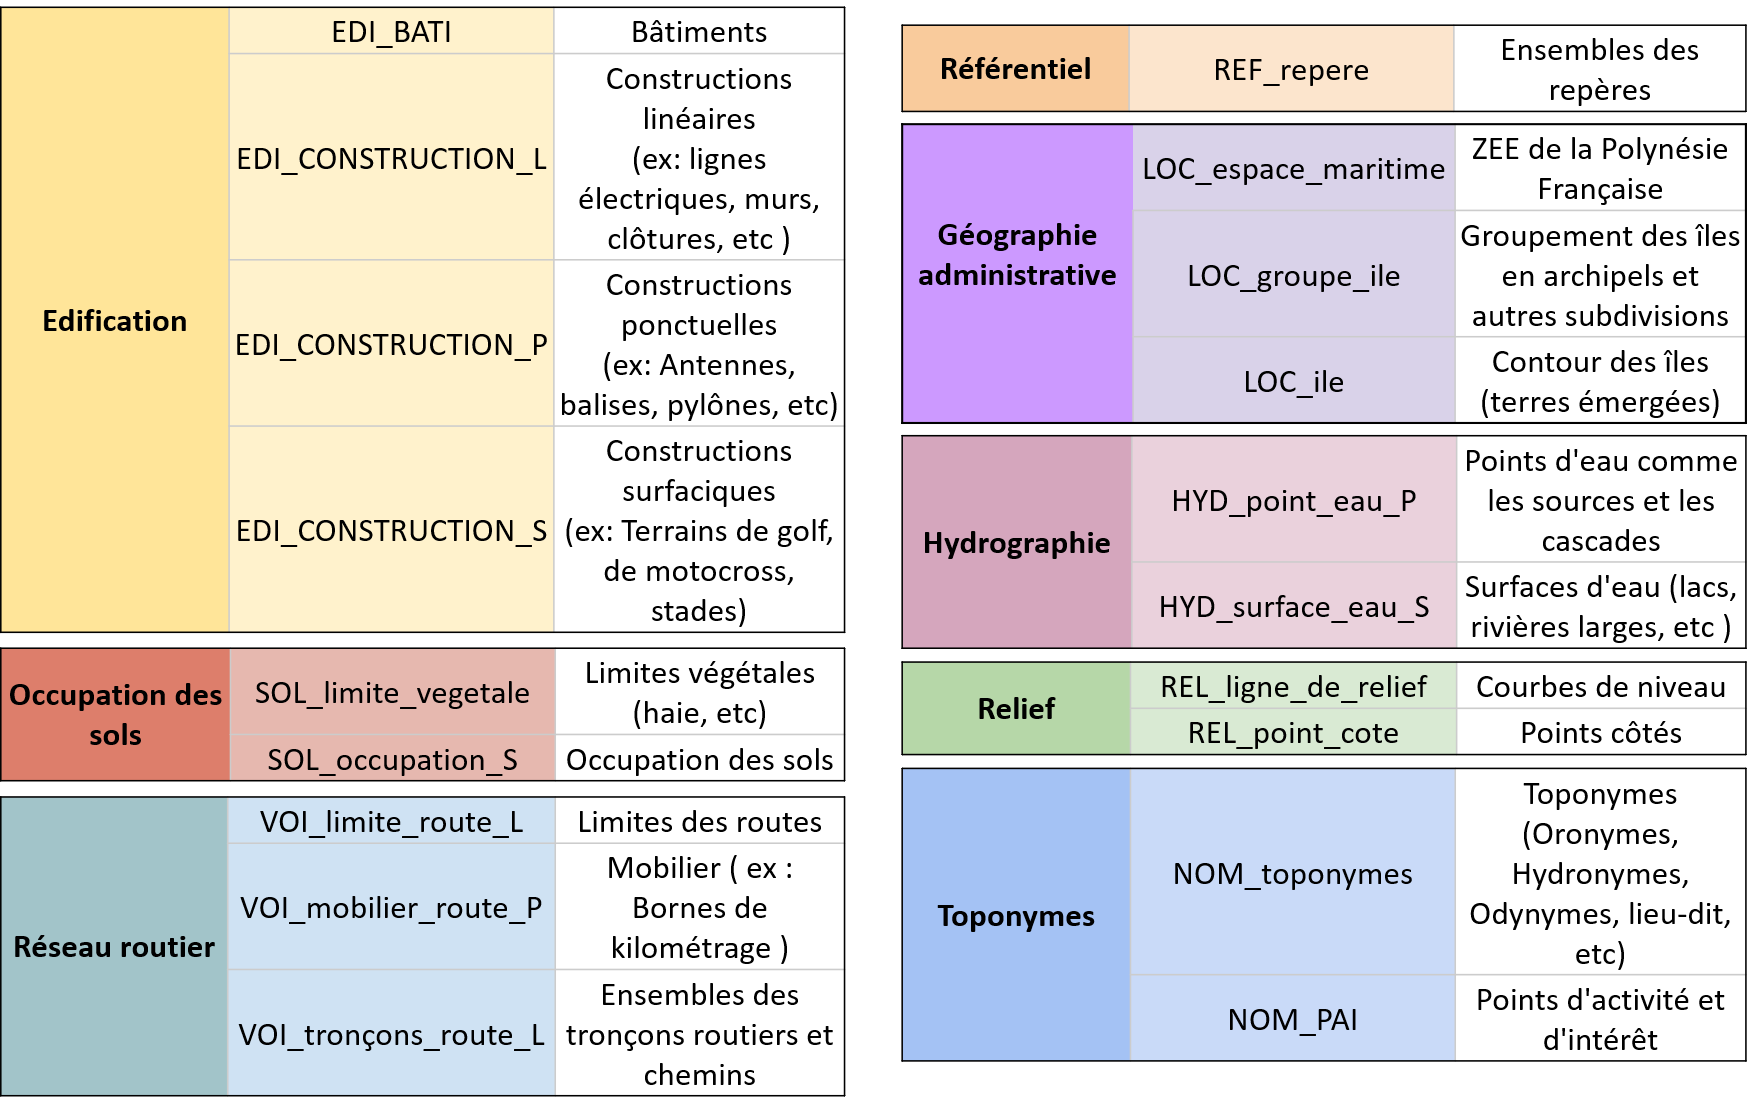 Edification
EDI_BATI
Bâtiments
EDI_CONSTRUCTION_L
Constructions
linéaires
(ex: lignes
électriques, murs,
clôtures, etc )
EDI_CONSTRUCTION_P
Constructions
ponctuelles
(ex: Antennes,
balises, pylônes, etc)
EDI_CONSTRUCTION_S
Constructions
surfaciques
(ex: Terrains de golf,
de motocross,
stades)
Occupation des
sols
SOL_limite_vegetale
Limites végétales
(haie, etc)
SOL_occupation_S
Occupation des sols
Réseau routier
VOI_limite_route_L
Limites des routes
VOI_mobilier_route_P
Mobilier ( ex :
Bornes de
kilométrage )
VOI_tronçons_route_L
Ensembles des
tronçons routiers et
chemins
Référentiel
REF_repere
Ensembles des
repères
Géographie
administrative
LOC_espace_maritime
ZEE de la Polynésie
Française
LOC_groupe_ile
Groupement des îles
en archipels et
autres subdivisions
LOC_ile
Contour des îles
(terres émergées)
Hydrographie
HYD_point_eau_P
Points d'eau comme
les sources et les
cascades
HYD_surface_eau_S
Surfaces d'eau (lacs,
rivières larges, etc )
Relief
REL_ligne_de_relief
Courbes de niveau
REL_point_cote
Points côtés
Toponymes
NOM_toponymes
Toponymes
(Oronymes,
Hydronymes,
Odynymes, lieu-dit,
etc)
NOM_PAI
Points d'activité et
d'intérêt